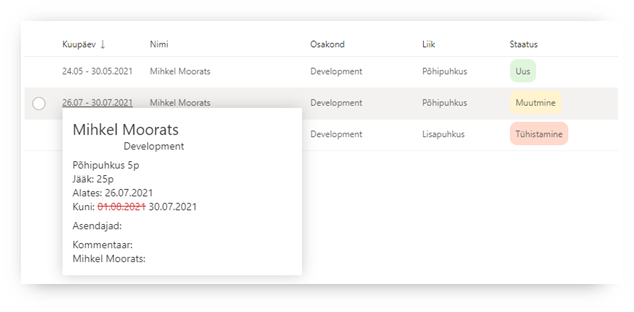 Kuupäev ↓ Nimi Osakond Liik Staatus
24.05 - 30.05.2021 Mihkel Moorats Development Põhipuhkus Uus
26.07 - 30.07.2021 Mihkel Moorats Development Põhipuhkus Muutmine
Development Lisapuhkus Tühistamine
Mihkel Moorats
Development
Põhipuhkus 5p
Jääk: 25p
Alates: 26.07.2021
Kuni: 01.08.2021 30.07.2021
Asendajad:
Kommentaar:
Mihkel Moorats: